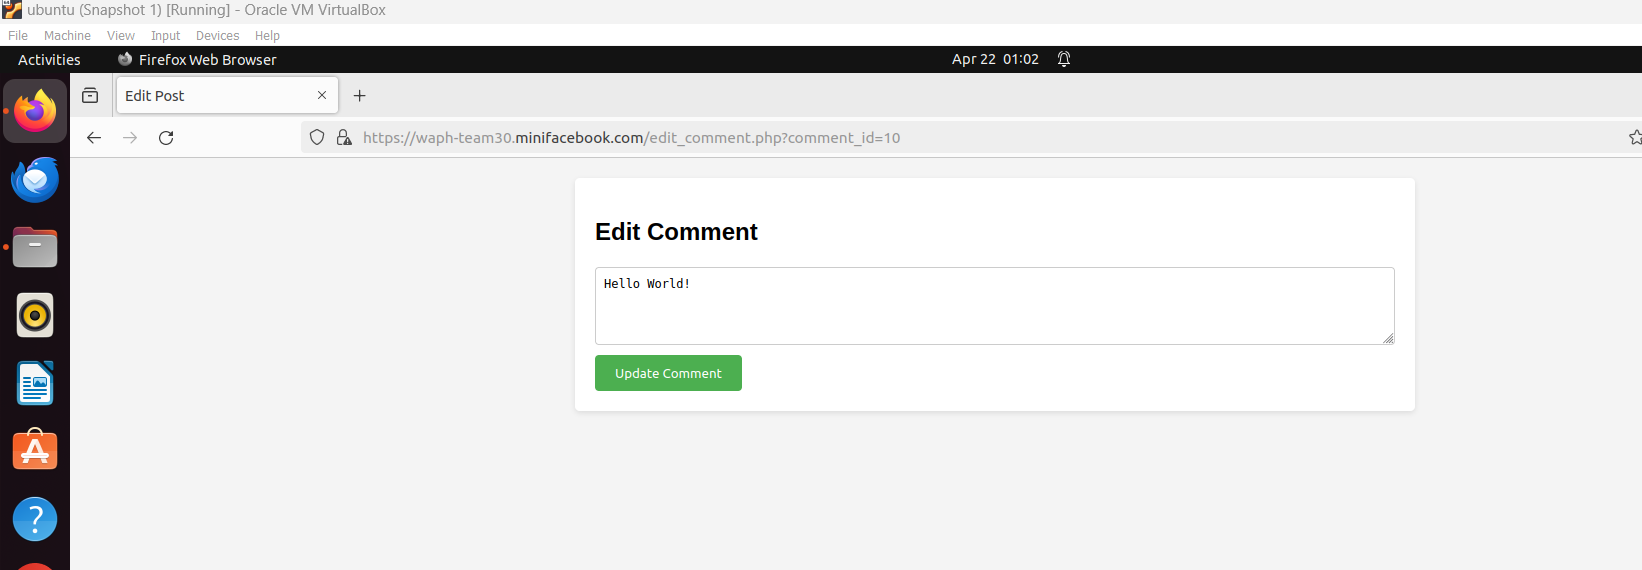 ubuntu (Snapshot 1) [Running] - Oracle VM VirtualBox
File Machine View Input Devices Help
Activities Firefox Web Browser Apr 22 01:02
Edit Post
https://waph-team30.minifacebook.com/edit_comment.php?comment_id=10
Edit Comment
Hello World!
Update Comment